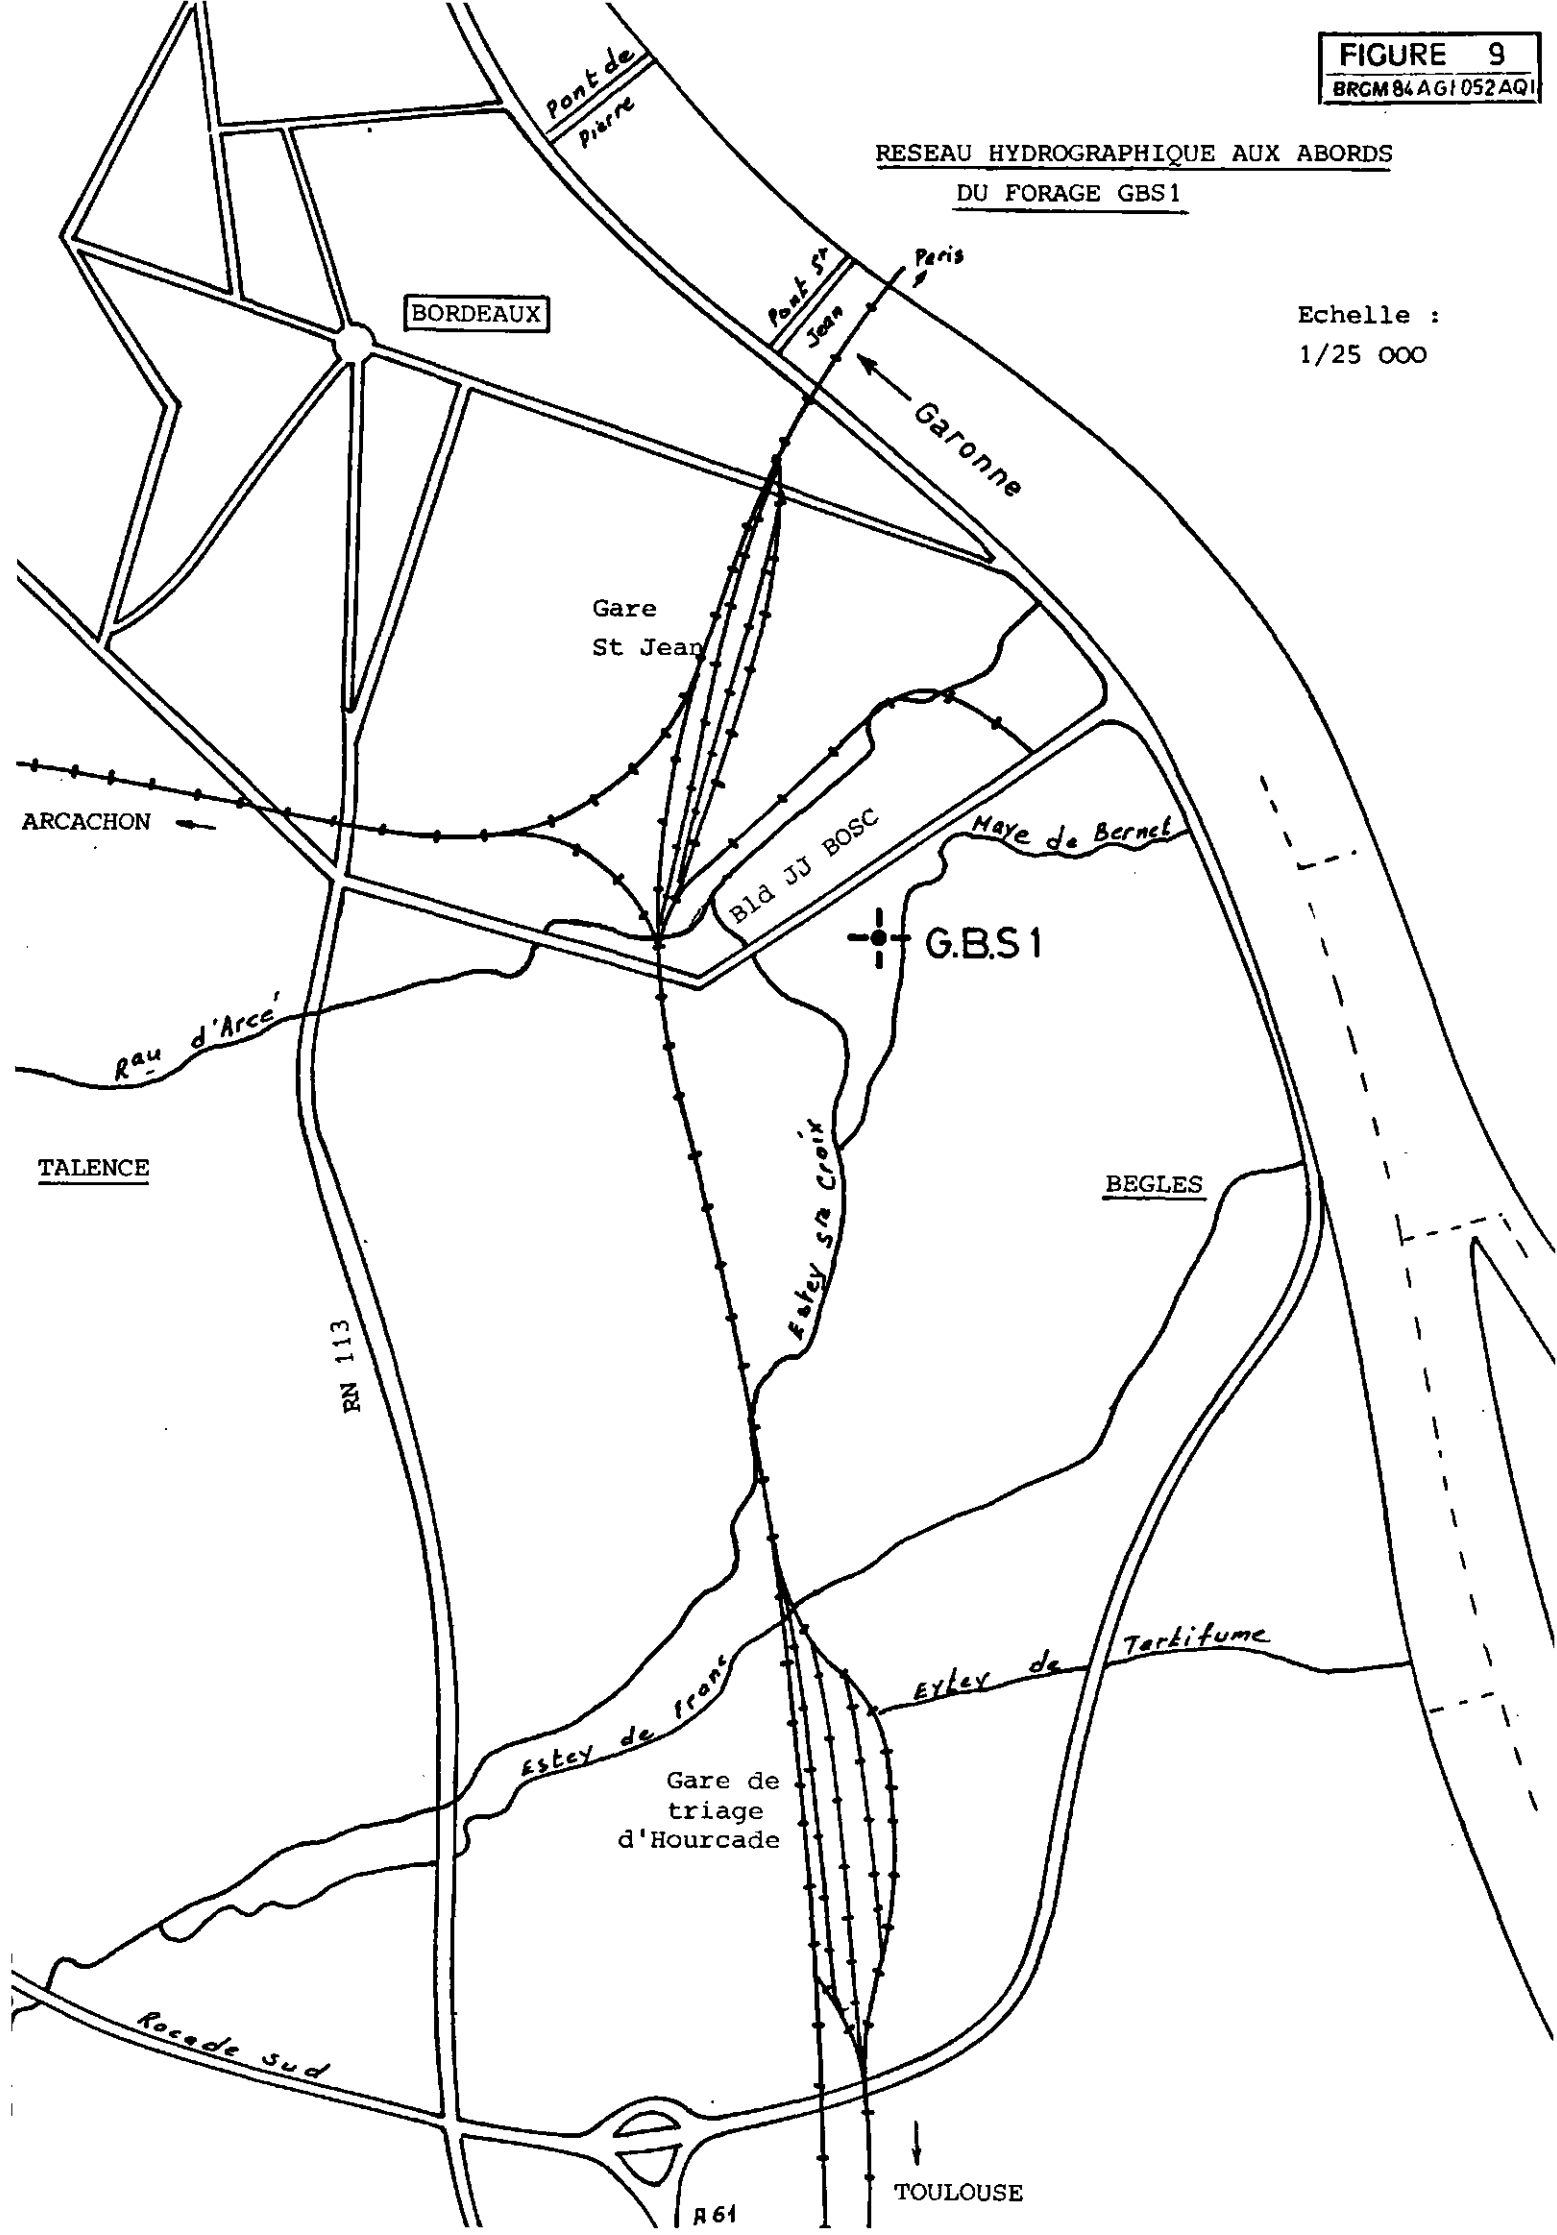 FIGURE 9
BRGM 84 AGI 052 AQI
RESEAU HYDROGRAPHIQUE AUX ABORDS
DU FORAGE GBS1
Echelle :
1/25 000
Pont de
pierre
Paris
Pont St
Jean
BORDEAUX
Garonne
Gare
St Jean
ARCACHON
Bld JJ BOSC
Maye de Bernet
G.B.S 1
Rau d'Arcé
TALENCE
Estey Ste Croix
BEGLES
RN 113
Eytey de Tartifume
Estey de franc
Gare de
triage
d'Hourcade
Rocade sud
TOULOUSE
A 61